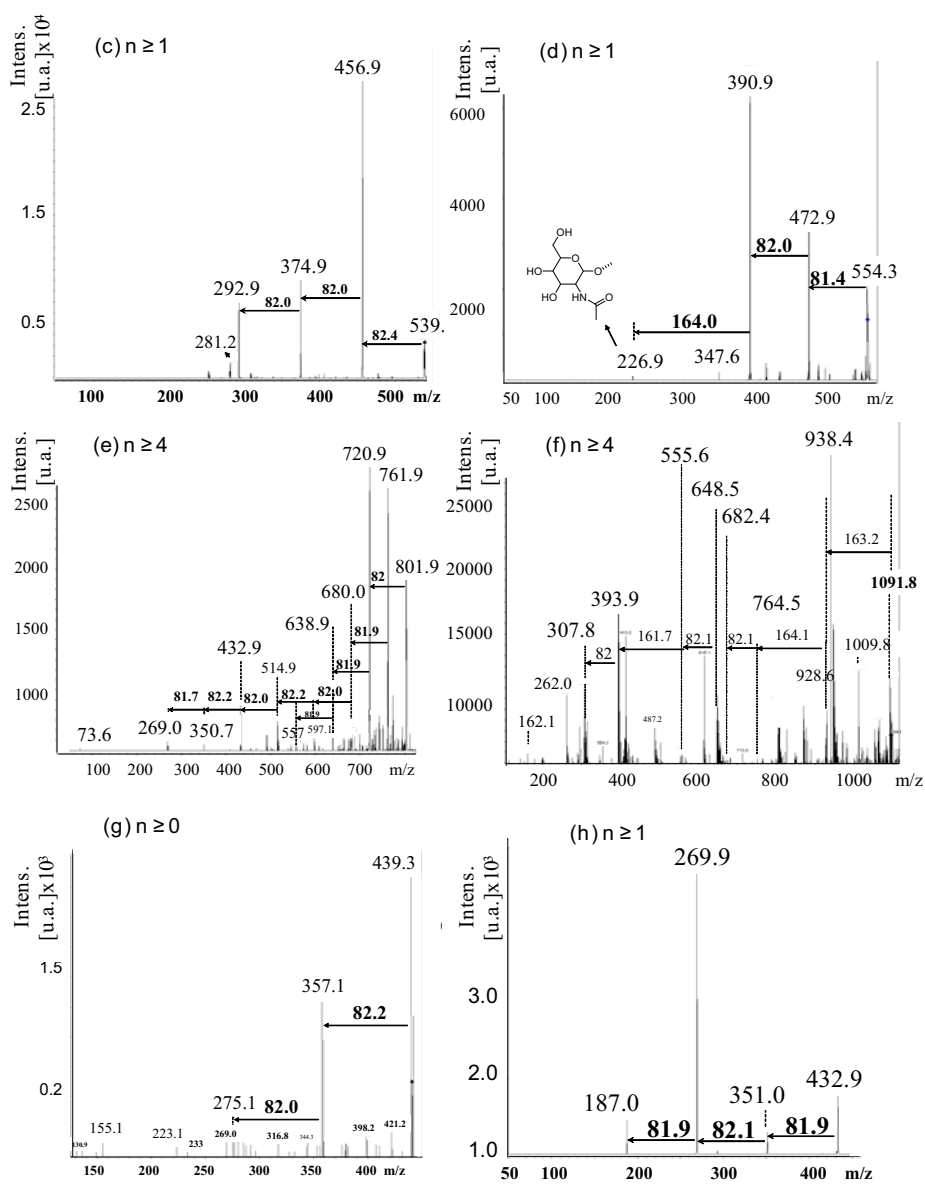 (c) n ≥ 1
Intens.
[u.a.]x10⁴
2.5
1.5
0.5
456.9
374.9
292.9
82.0
82.0
281.2
82.4
539.
100 200 300 400 500 m/z
(d) n ≥ 1
Intens.
[u.a.]
6000
4000
2000
390.9
472.9
554.3
82.0
81.4
164.0
226.9
347.6
OH
HO
HO
O
O
HN
O
50 100 200 300 500 m/z
(e) n ≥ 4
Intens.
[u.a.]
2500
2000
1000
720.9
761.9
801.9
82
680.0
638.9
81.9
81.9
432.9
514.9
81.7 82.2 82.0 82.2 82.0
81.9
73.6
269.0
350.7
557
597.1
100 200 300 400 500 600 700 m/z
(f) n ≥ 4
Intens.
[u.a.]
25000
20000
15000
10000
938.4
555.6
648.5
682.4
163.2
1091.8
764.5
393.9
307.8
161.7
82.1
82.1
164.1
82
1009.8
928.6
262.0
162.1
487.2
200 400 600 800 1000 m/z
(g) n ≥ 0
Intens.
[u.a.]x10³
1.5
0.2
439.3
357.1
82.2
275.1
82.0
155.1
130.9
223.1
233
269.0
316.8
344.3
398.2
421.2
150 200 250 300 350 400 m/z
(h) n ≥ 1
Intens.
[u.a.]x10³
3.0
2.0
1.0
269.9
187.0
351.0
432.9
81.9
82.1
81.9
50 100 200 300 400 m/z